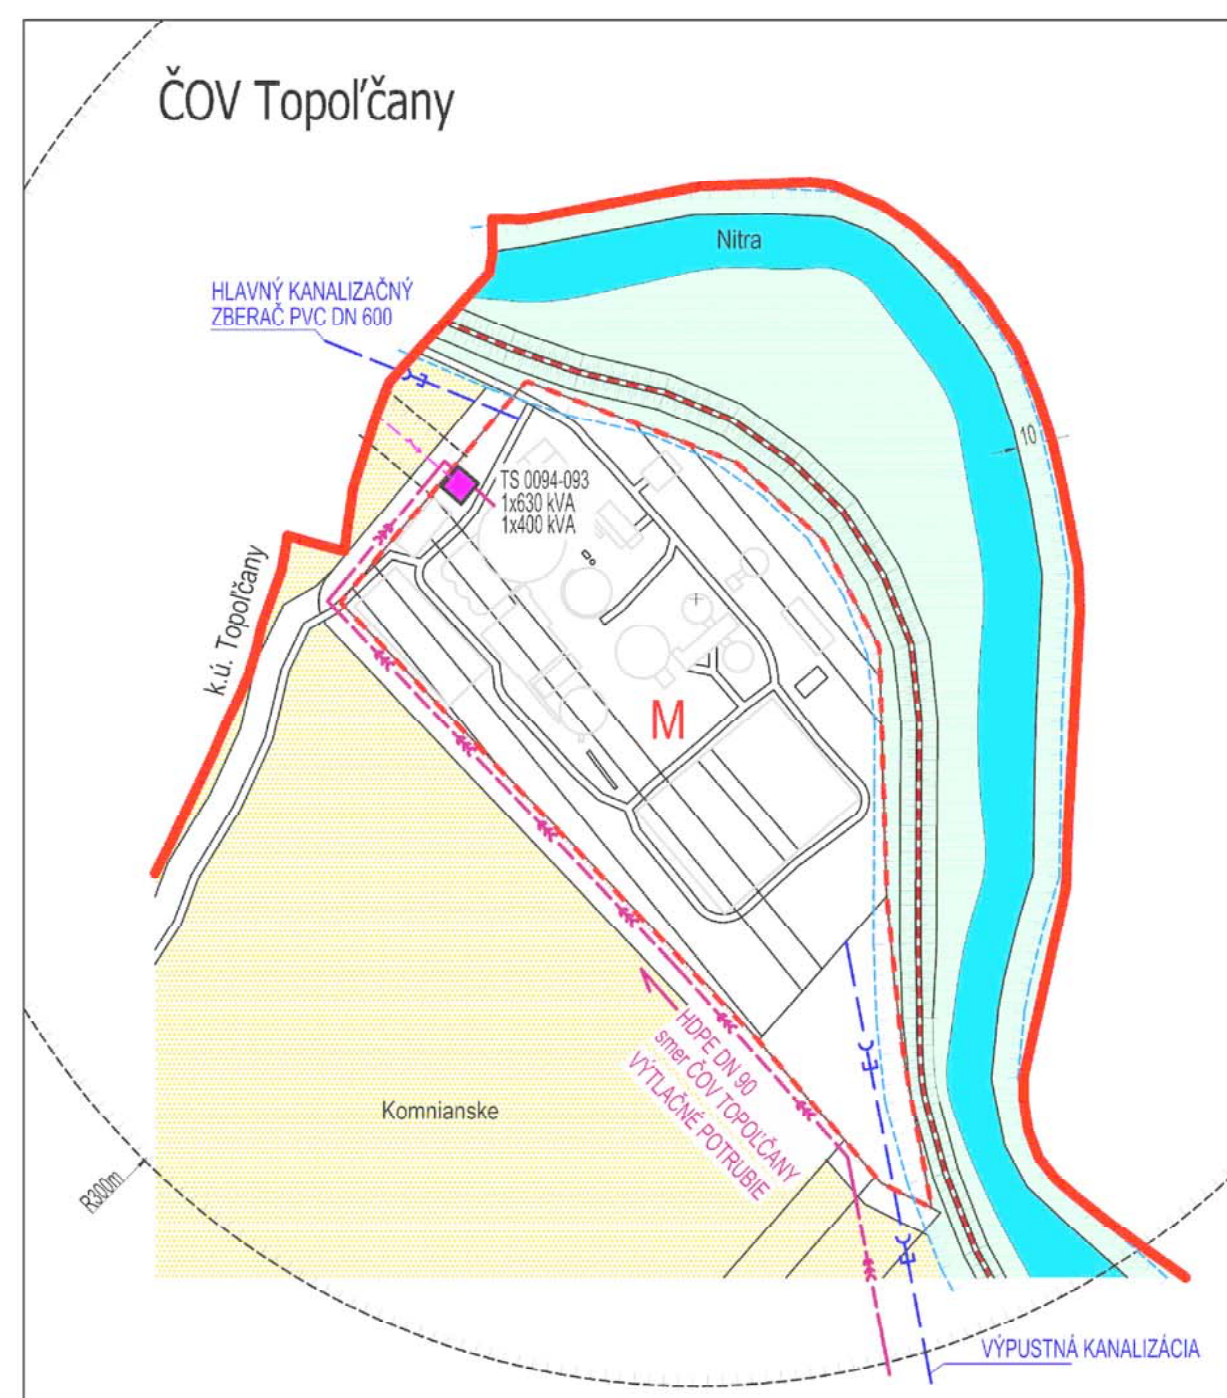 ČOV Topoľčany
Nitra
HLAVNÝ KANALIZAČNÝ
ZBERAČ PVC DN 600
10
TS 0094-093
1x630 kVA
1x400 kVA
k.ú. Topoľčany
M
HDPE DN 90
smer ČOV TOPOĽČANY
VÝTLAČNÉ POTRUBIE
Komnianske
R300m
VÝPUSTNÁ KANALIZÁCIA